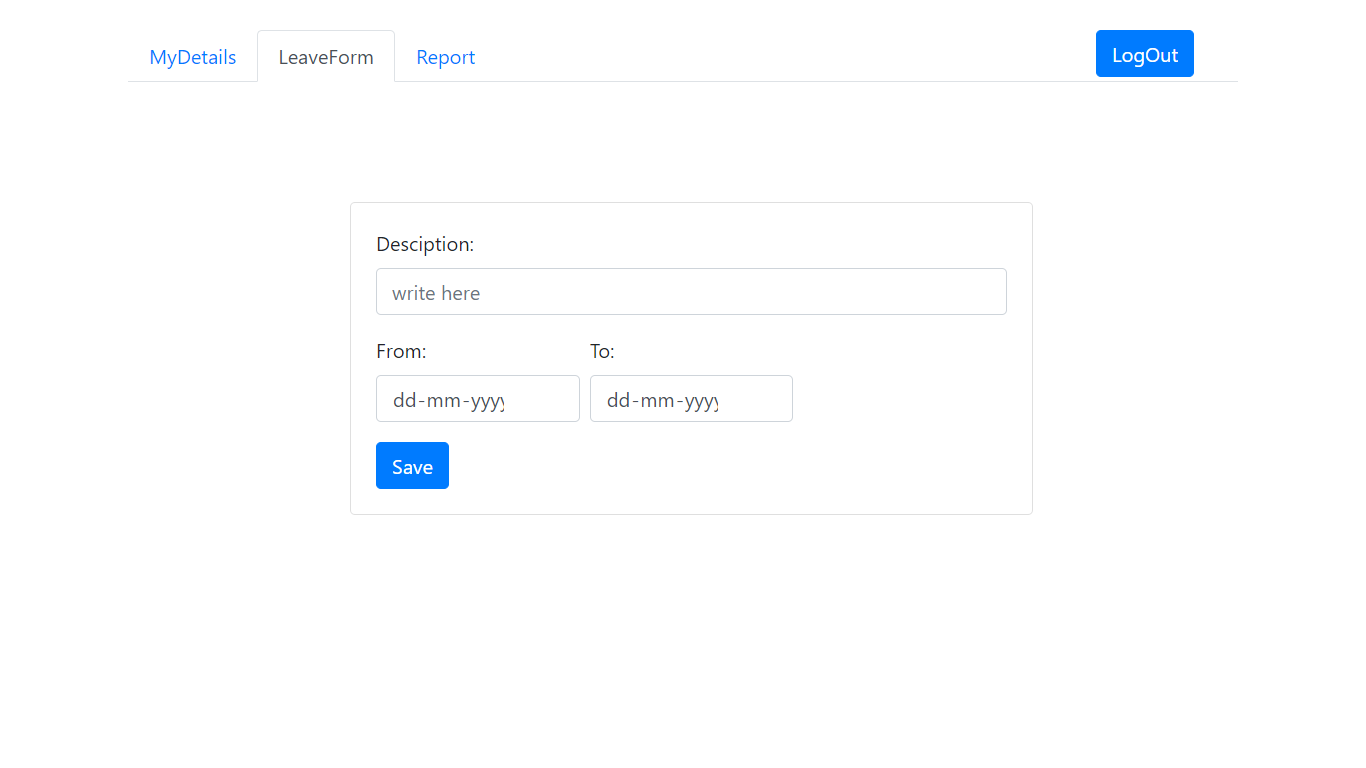 MyDetails LeaveForm Report LogOut
Desciption:
write here
From: To:
dd-mm-yyyy dd-mm-yyyy
Save